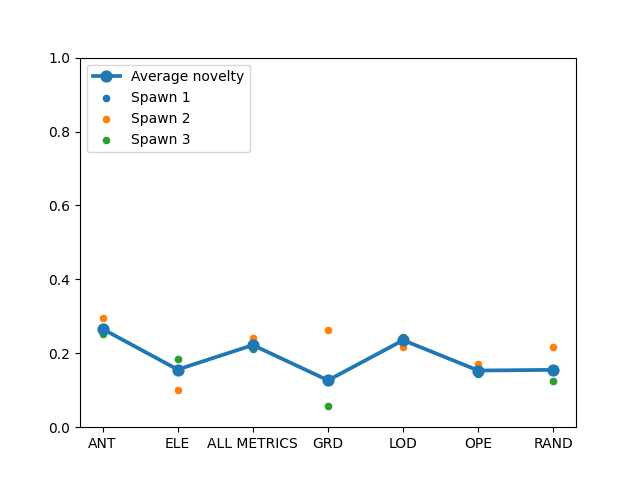 1.0
0.8
0.6
0.4
0.2
0.0
Average novelty
Spawn 1
Spawn 2
Spawn 3
ANT ELE ALL METRICS GRD LOD OPE RAND